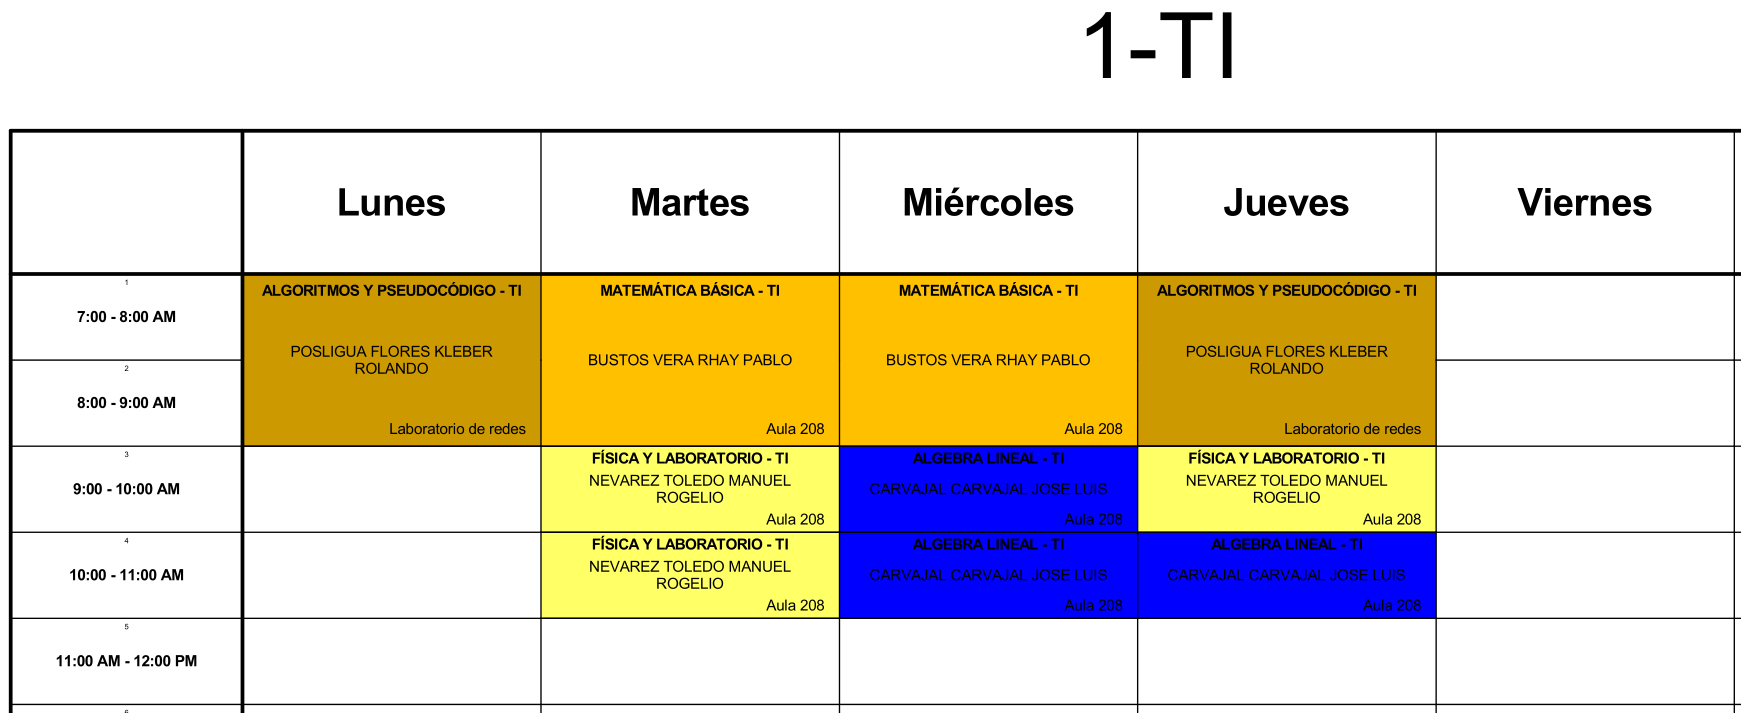 1-TI
Lunes
Martes
Miércoles
Jueves
Viernes
1
7:00 - 8:00 AM
ALGORITMOS Y PSEUDOCÓDIGO - TI
POSLIGUA FLORES KLEBER
ROLANDO
Laboratorio de redes
MATEMÁTICA BÁSICA - TI
BUSTOS VERA RHAY PABLO
Aula 208
MATEMÁTICA BÁSICA - TI
BUSTOS VERA RHAY PABLO
Aula 208
ALGORITMOS Y PSEUDOCÓDIGO - TI
POSLIGUA FLORES KLEBER
ROLANDO
Laboratorio de redes
2
8:00 - 9:00 AM
3
9:00 - 10:00 AM
FÍSICA Y LABORATORIO - TI
NEVAREZ TOLEDO MANUEL
ROGELIO
Aula 208
ALGEBRA LINEAL - TI
CARVAJAL CARVAJAL JOSE LUIS
Aula 208
FÍSICA Y LABORATORIO - TI
NEVAREZ TOLEDO MANUEL
ROGELIO
Aula 208
4
10:00 - 11:00 AM
FÍSICA Y LABORATORIO - TI
NEVAREZ TOLEDO MANUEL
ROGELIO
Aula 208
ALGEBRA LINEAL - TI
CARVAJAL CARVAJAL JOSE LUIS
Aula 208
ALGEBRA LINEAL - TI
CARVAJAL CARVAJAL JOSE LUIS
Aula 208
5
11:00 AM - 12:00 PM
6